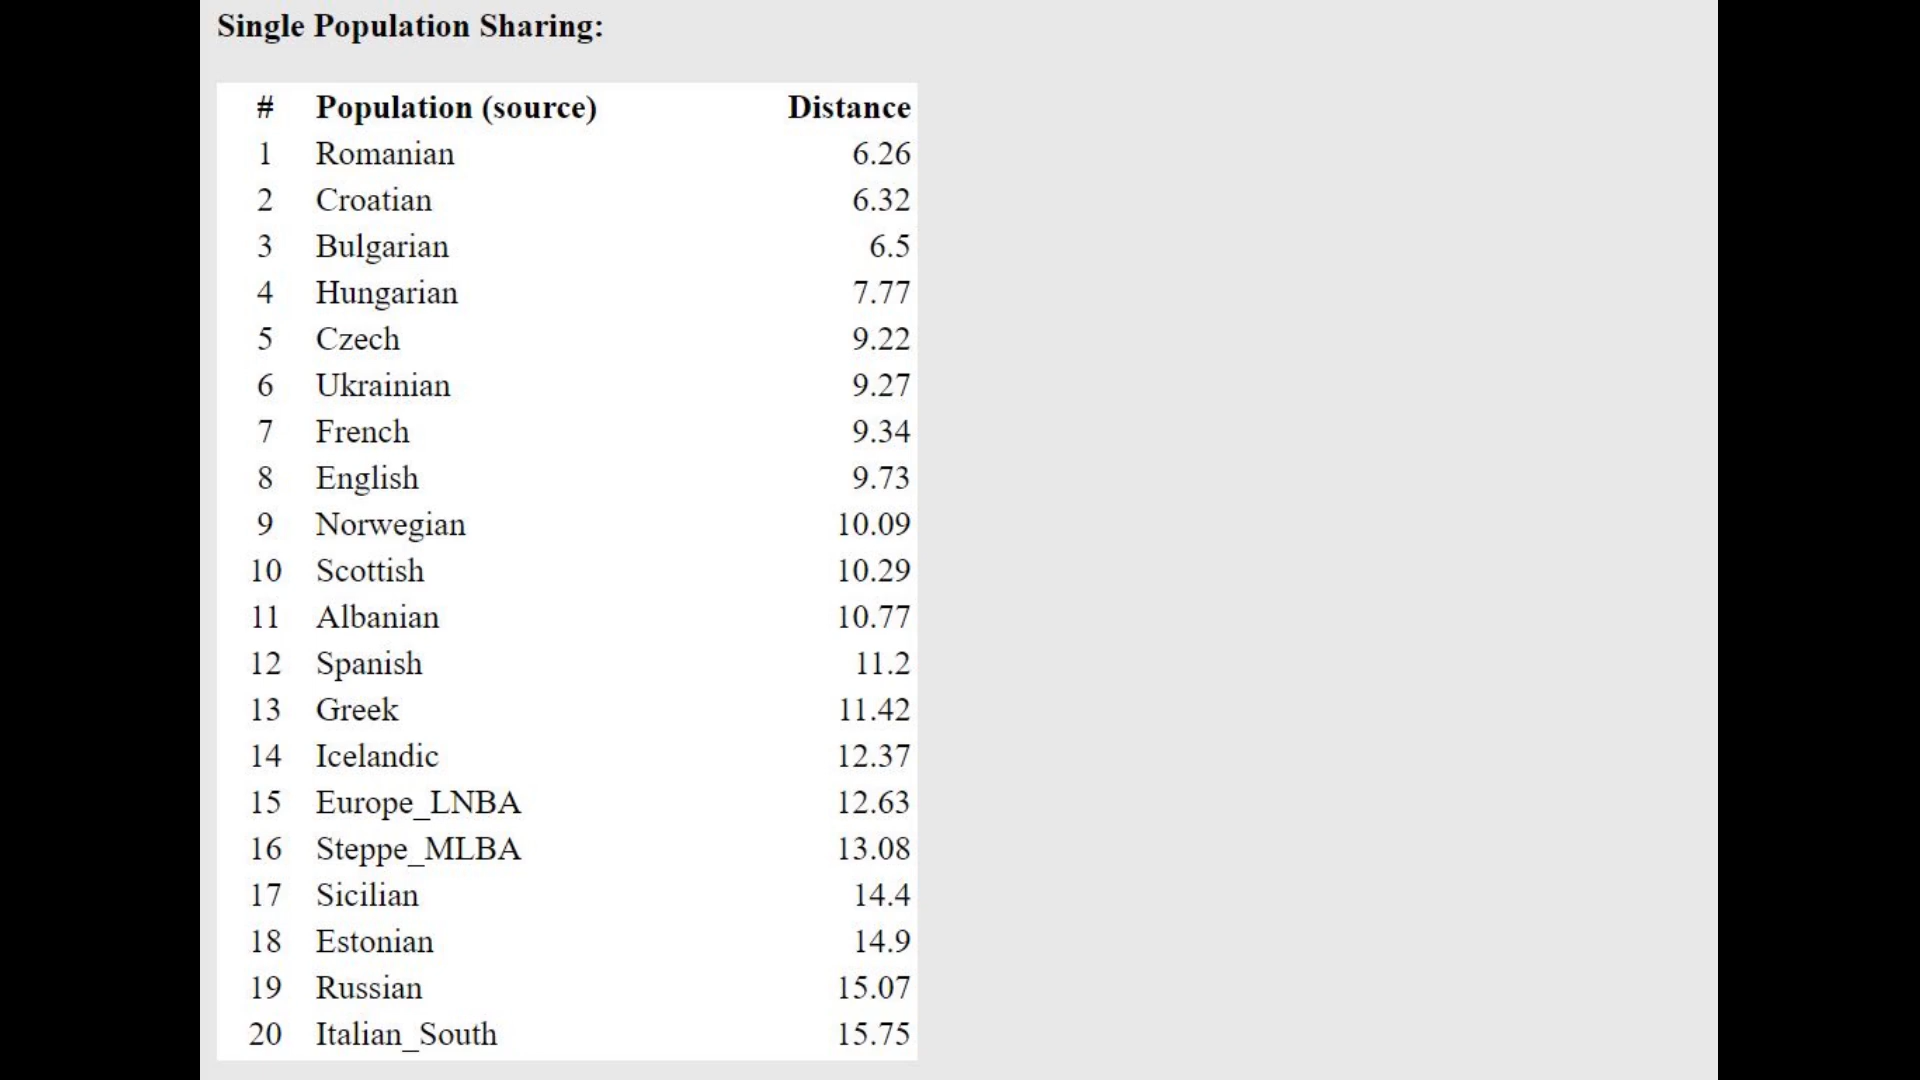 Single Population Sharing:
# Population (source) Distance
1 Romanian 6.26
2 Croatian 6.32
3 Bulgarian 6.5
4 Hungarian 7.77
5 Czech 9.22
6 Ukrainian 9.27
7 French 9.34
8 English 9.73
9 Norwegian 10.09
10 Scottish 10.29
11 Albanian 10.77
12 Spanish 11.2
13 Greek 11.42
14 Icelandic 12.37
15 Europe_LNBA 12.63
16 Steppe_MLBA 13.08
17 Sicilian 14.4
18 Estonian 14.9
19 Russian 15.07
20 Italian_South 15.75